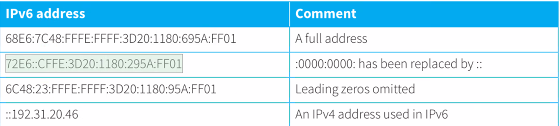 IPv6 address Comment
68E6:7C48:FFFE:FFFF:3D20:1180:695A:FF01 A full address
72E6::CFFE:3D20:1180:295A:FF01 :0000:0000: has been replaced by ::
6C48:23:FFFE:FFFF:3D20:1180:95A:FF01 Leading zeros omitted
::192.31.20.46 An IPv4 address used in IPv6